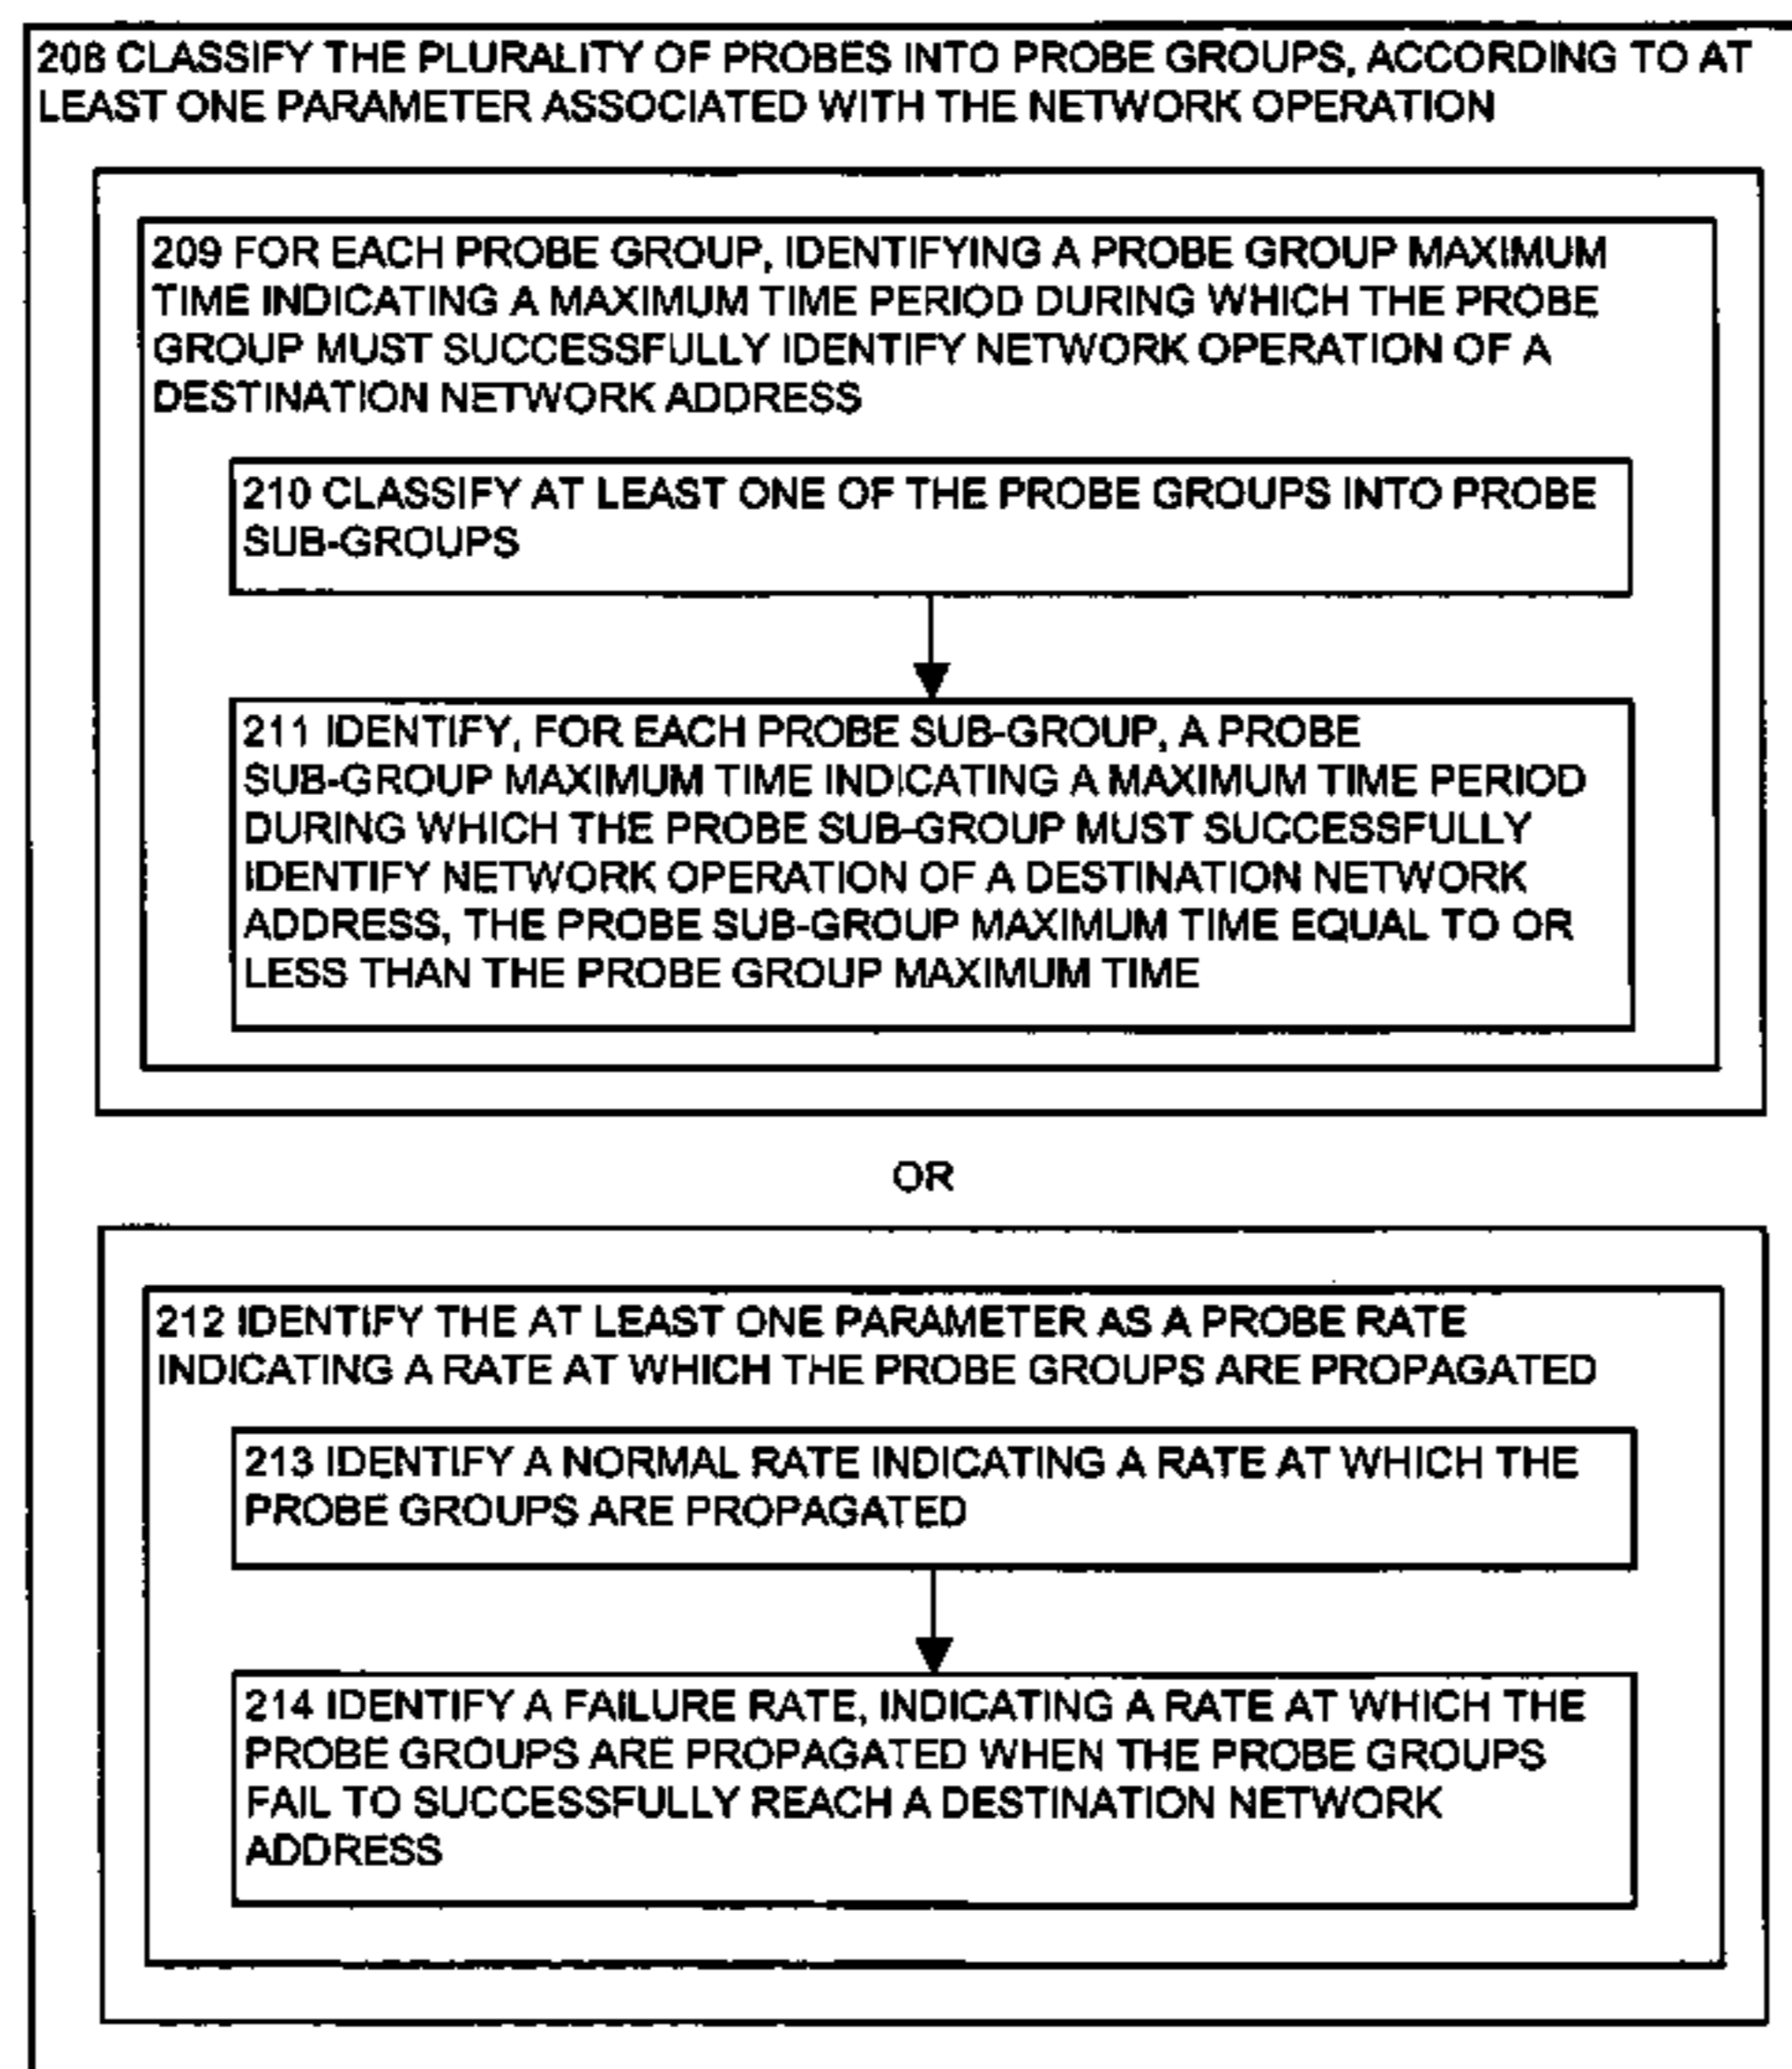 208 CLASSIFY THE PLURALITY OF PROBES INTO PROBE GROUPS, ACCORDING TO AT
LEAST ONE PARAMETER ASSOCIATED WITH THE NETWORK OPERATION
209 FOR EACH PROBE GROUP, IDENTIFYING A PROBE GROUP MAXIMUM
TIME INDICATING A MAXIMUM TIME PERIOD DURING WHICH THE PROBE
GROUP MUST SUCCESSFULLY IDENTIFY NETWORK OPERATION OF A
DESTINATION NETWORK ADDRESS
210 CLASSIFY AT LEAST ONE OF THE PROBE GROUPS INTO PROBE
SUB-GROUPS
211 IDENTIFY, FOR EACH PROBE SUB-GROUP, A PROBE
SUB-GROUP MAXIMUM TIME INDICATING A MAXIMUM TIME PERIOD
DURING WHICH THE PROBE SUB-GROUP MUST SUCCESSFULLY
IDENTIFY NETWORK OPERATION OF A DESTINATION NETWORK
ADDRESS, THE PROBE SUB-GROUP MAXIMUM TIME EQUAL TO OR
LESS THAN THE PROBE GROUP MAXIMUM TIME
OR
212 IDENTIFY THE AT LEAST ONE PARAMETER AS A PROBE RATE
INDICATING A RATE AT WHICH THE PROBE GROUPS ARE PROPAGATED
213 IDENTIFY A NORMAL RATE INDICATING A RATE AT WHICH THE
PROBE GROUPS ARE PROPAGATED
214 IDENTIFY A FAILURE RATE, INDICATING A RATE AT WHICH THE
PROBE GROUPS ARE PROPAGATED WHEN THE PROBE GROUPS
FAIL TO SUCCESSFULLY REACH A DESTINATION NETWORK
ADDRESS